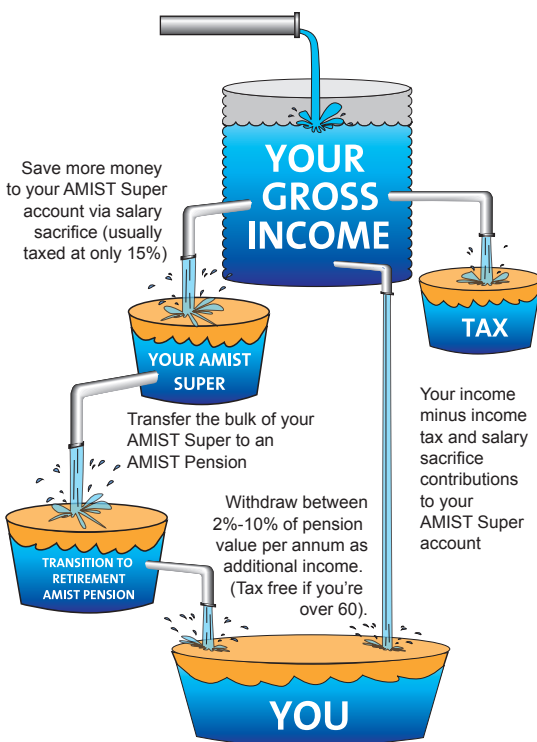 YOUR
GROSS
INCOME
Save more money
to your AMIST Super
account via salary
sacrifice (usually
taxed at only 15%)
TAX
YOUR AMIST
SUPER
Transfer the bulk of your
AMIST Super to an
AMIST Pension
Your income
minus income
tax and salary
sacrifice
contributions
to your
AMIST Super
account
Withdraw between
2%-10% of pension
value per annum as
additional income.
(Tax free if you're
over 60).
TRANSITION TO
RETIREMENT
AMIST PENSION
YOU